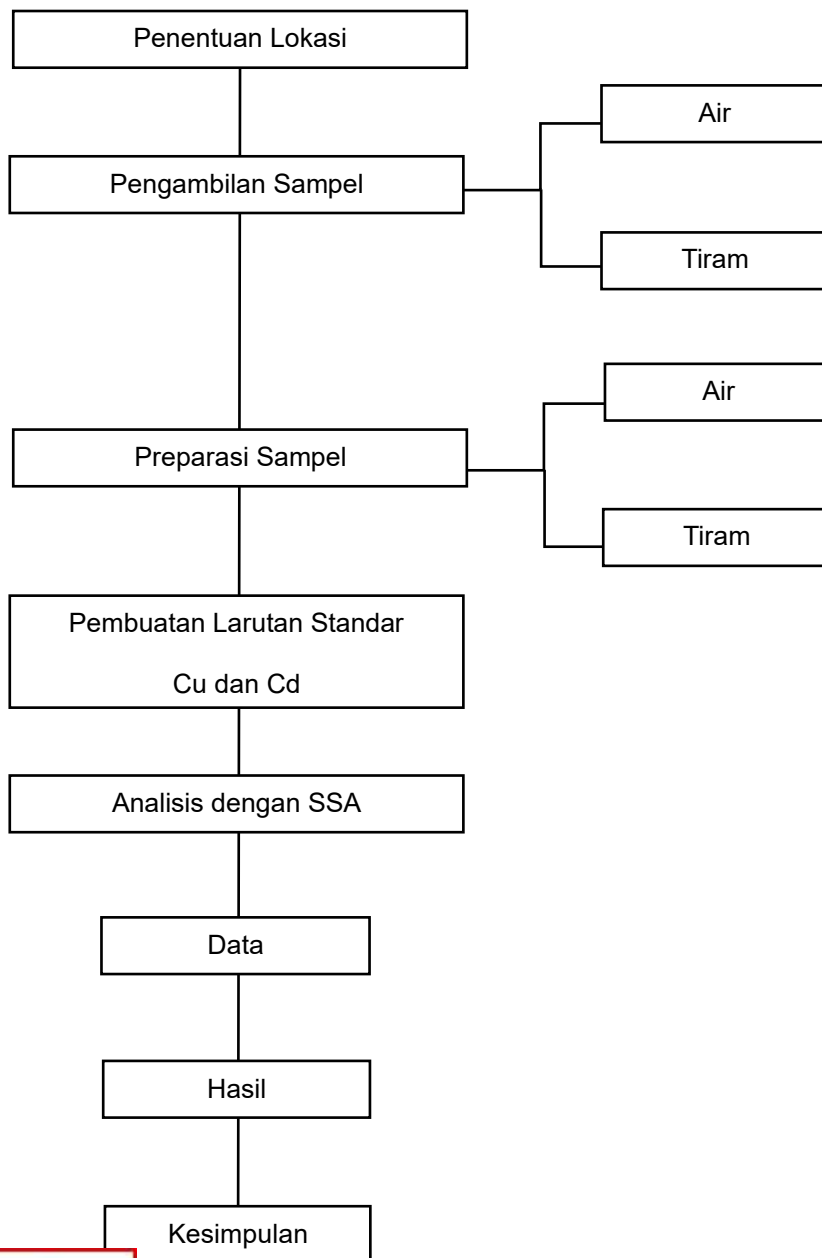 Penentuan Lokasi
Air
Pengambilan Sampel
Tiram
Air
Preparasi Sampel
Tiram
Pembuatan Larutan Standar
Cu dan Cd
Analisis dengan SSA
Data
Hasil
Kesimpulan